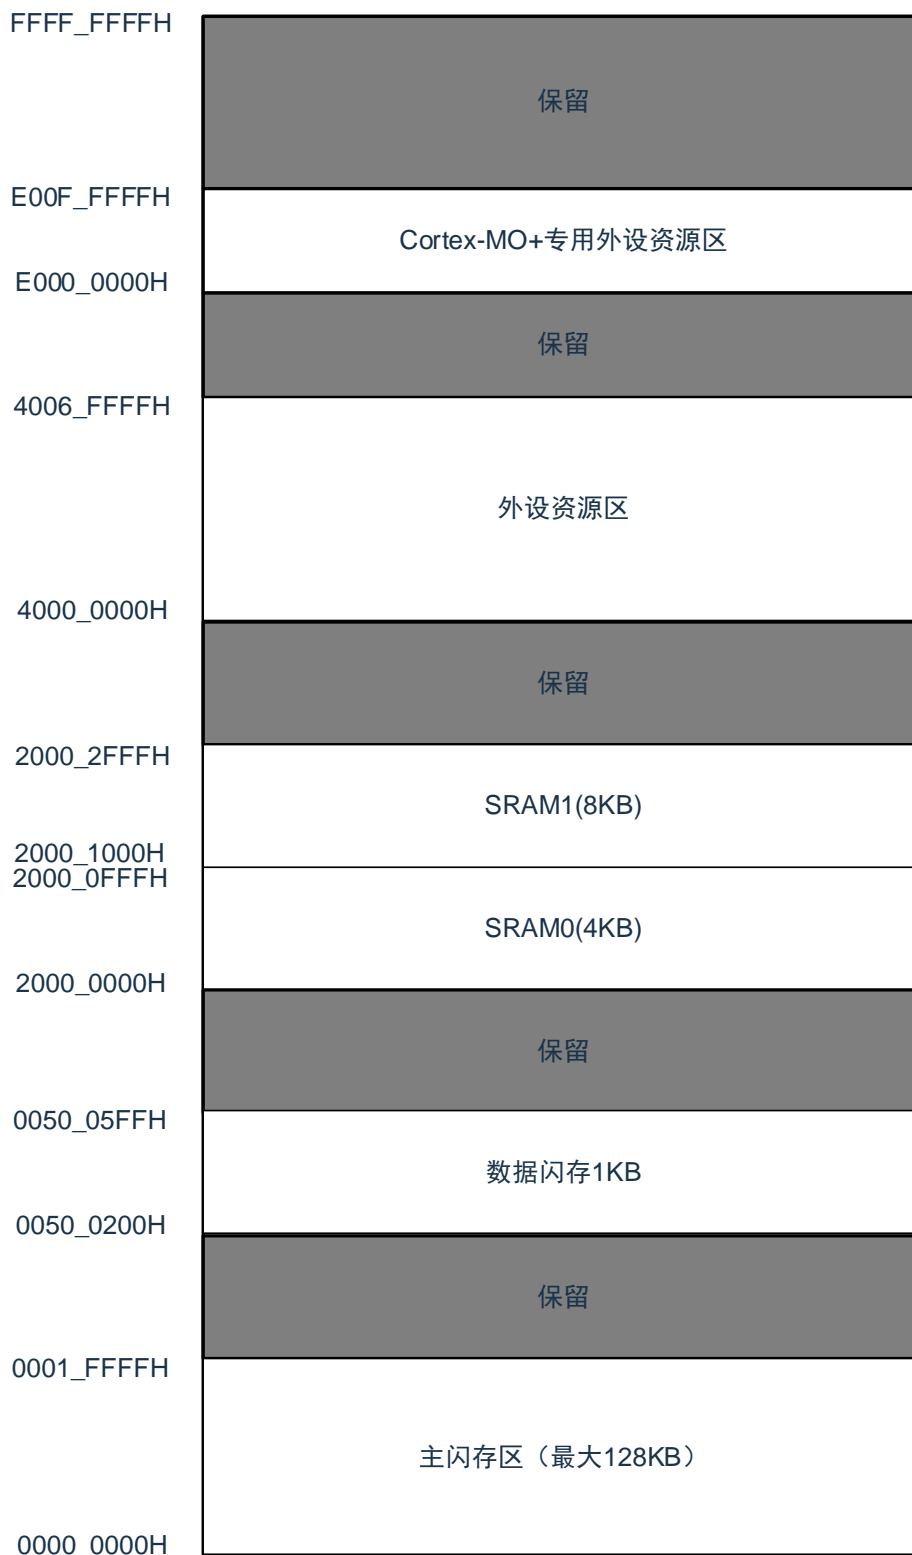 FFFF_FFFFH
保留
E00F_FFFFH
Cortex-MO+专用外设资源区
E000_0000H
保留
4006_FFFFH
外设资源区
4000_0000H
保留
2000_2FFFH
SRAM1(8KB)
2000_1000H
2000_0FFFH
SRAM0(4KB)
2000_0000H
保留
0050_05FFH
数据闪存1KB
0050_0200H
保留
0001_FFFFH
主闪存区（最大128KB）
0000_0000H